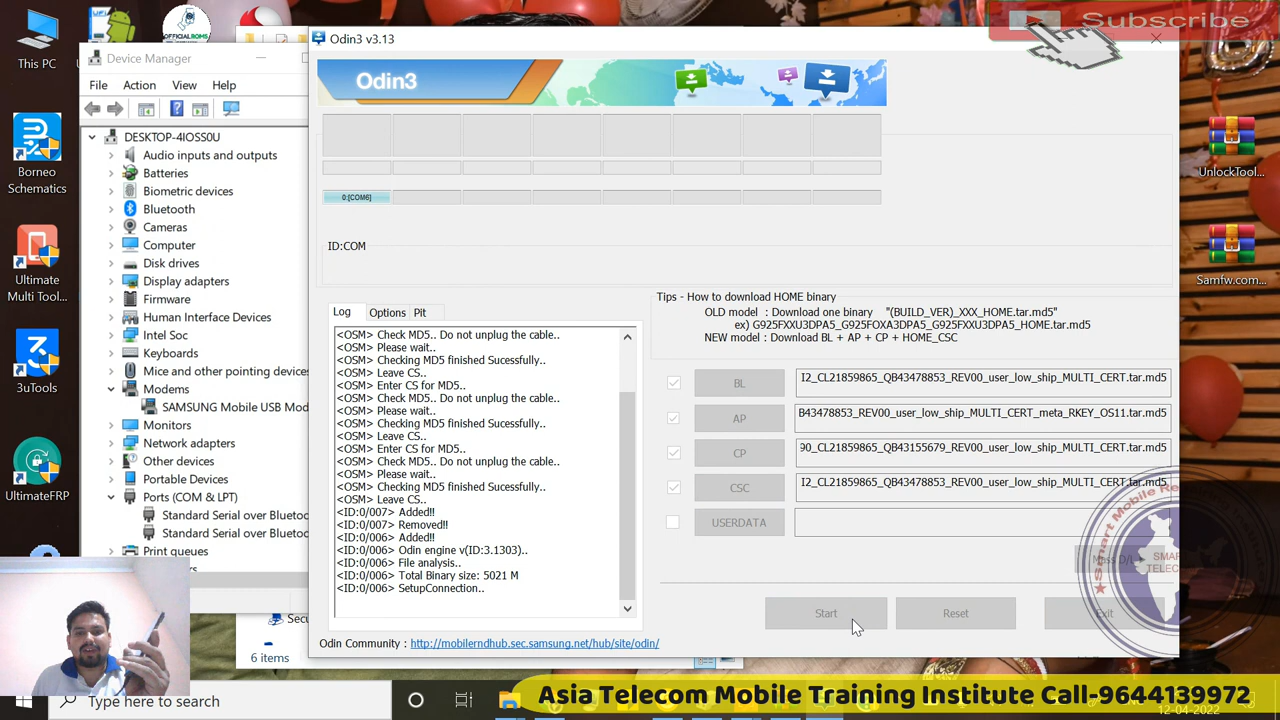 Subscribe
This PC
OFFICIALROMS
Odin3 v3.13
Device Manager
File Action View Help
Odin3
DESKTOP-4IOSS0U
Audio inputs and outputs
Batteries
Biometric devices
Bluetooth
Cameras
Computer
Disk drives
Display adapters
Firmware
Human Interface Devices
Intel Soc
Keyboards
Mice and other pointing devices
Modems
SAMSUNG Mobile USB Mod
Monitors
Network adapters
Other devices
Portable Devices
Ports (COM & LPT)
Standard Serial over Bluetoo
Standard Serial over Bluetoo
Print queues
Borneo
Schematics
Ultimate
Multi Tool...
3uTools
UltimateFRP
UnlockTool...
Samfw.com...
0:[COM6]
ID:COM
Log Options Pit
<OSM> Check MD5.. Do not unplug the cable..
<OSM> Please wait..
<OSM> Checking MD5 finished Sucessfully..
<OSM> Leave CS..
<OSM> Enter CS for MD5..
<OSM> Check MD5.. Do not unplug the cable..
<OSM> Please wait..
<OSM> Checking MD5 finished Sucessfully..
<OSM> Leave CS..
<OSM> Enter CS for MD5..
<OSM> Check MD5.. Do not unplug the cable..
<OSM> Please wait..
<OSM> Checking MD5 finished Sucessfully..
<OSM> Leave CS..
<ID:0/007> Added!!
<ID:0/007> Removed!!
<ID:0/006> Added!!
<ID:0/006> Odin engine v(ID:3.1303)..
<ID:0/006> File analysis..
<ID:0/006> Total Binary size: 5021 M
<ID:0/006> SetupConnection..
Tips - How to download HOME binary
OLD model : Download one binary "(BUILD_VER)_XXX_HOME.tar.md5"
ex) G925FXXU3DPA5_G925FOXA3DPA5_G925FXXU3DPA5_HOME.tar.md5
NEW model : Download BL + AP + CP + HOME_CSC
BL I2_CL21859865_QB43478853_REV00_user_low_ship_MULTI_CERT.tar.md5
AP B43478853_REV00_user_low_ship_MULTI_CERT_meta_RKEY_OS11.tar.md5
CP 90_CL21859865_QB43155679_REV00_user_low_ship_MULTI_CERT.tar.md5
CSC I2_CL21859865_QB43478853_REV00_user_low_ship_MULTI_CERT.tar.md5
USERDATA
Start Reset Exit
Odin Community : http://mobilerndhub.sec.samsung.net/hub/site/odin/
6 items
Type here to search
Asia Telecom Mobile Training Institute Call-9644139972
12-04-2022